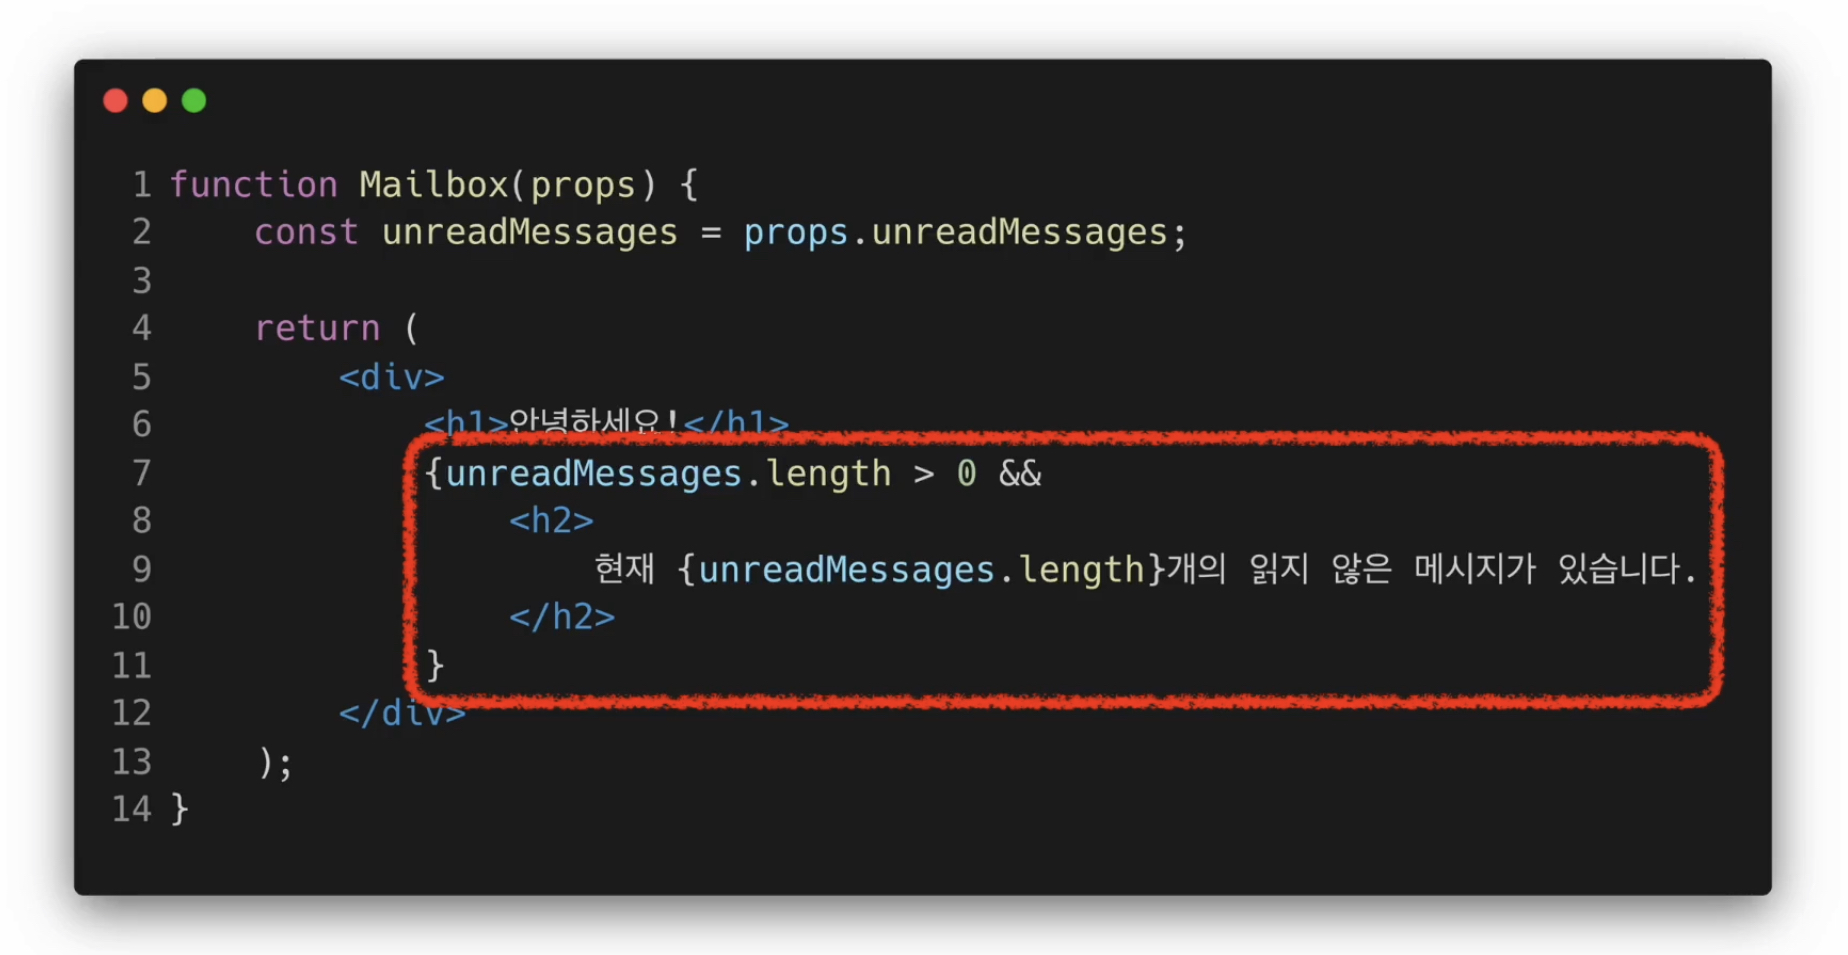 1 function Mailbox(props) {
2     const unreadMessages = props.unreadMessages;
3
4     return (
5         <div>
6             <h1>안녕하세요!</h1>
7             {unreadMessages.length > 0 &&
8                 <h2>
9                     현재 {unreadMessages.length}개의 읽지 않은 메시지가 있습니다.
10                 </h2>
11             }
12         </div>
13     );
14 }